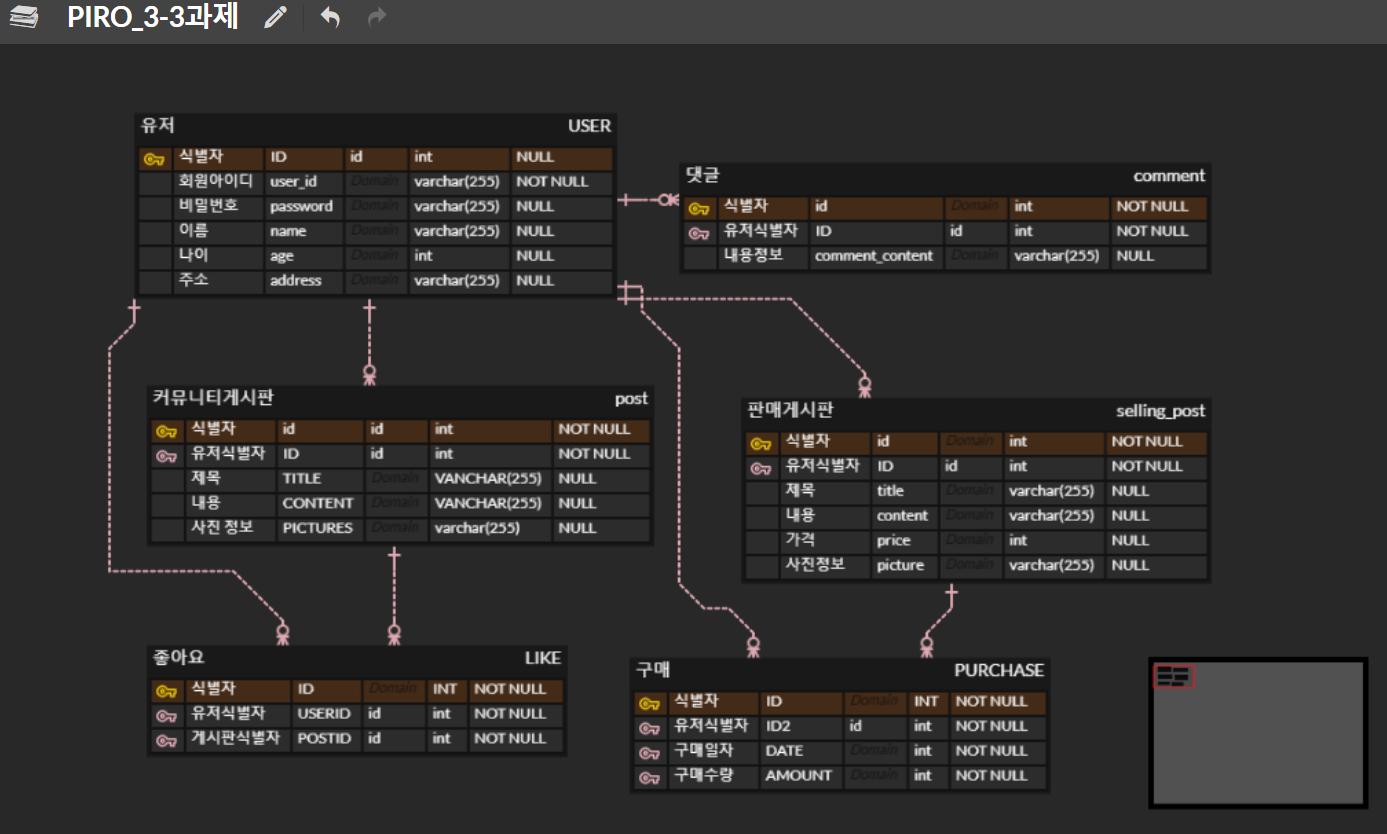 PIRO_3-3과제
유저 USER
식별자 ID id int NULL
회원아이디 user_id Domain varchar(255) NOT NULL
비밀번호 password Domain varchar(255) NULL
이름 name Domain varchar(255) NULL
나이 age Domain int NULL
주소 address Domain varchar(255) NULL
댓글 comment
식별자 id Domain int NOT NULL
유저식별자 ID id int NOT NULL
내용정보 comment_content Domain varchar(255) NULL
커뮤니티게시판 post
식별자 id id int NOT NULL
유저식별자 ID id int NOT NULL
제목 TITLE Domain VANCHAR(255) NULL
내용 CONTENT Domain VANCHAR(255) NULL
사진 정보 PICTURES Domain varchar(255) NULL
판매게시판 selling_post
식별자 id Domain int NOT NULL
유저식별자 ID id int NOT NULL
제목 title Domain varchar(255) NULL
내용 content Domain varchar(255) NULL
가격 price Domain int NULL
사진정보 picture Domain varchar(255) NULL
좋아요 LIKE
식별자 ID Domain INT NOT NULL
유저식별자 USERID id int NOT NULL
게시판식별자 POSTID id int NOT NULL
구매 PURCHASE
식별자 ID Domain INT NOT NULL
유저식별자 ID2 id int NOT NULL
구매일자 DATE Domain int NOT NULL
구매수량 AMOUNT Domain int NOT NULL